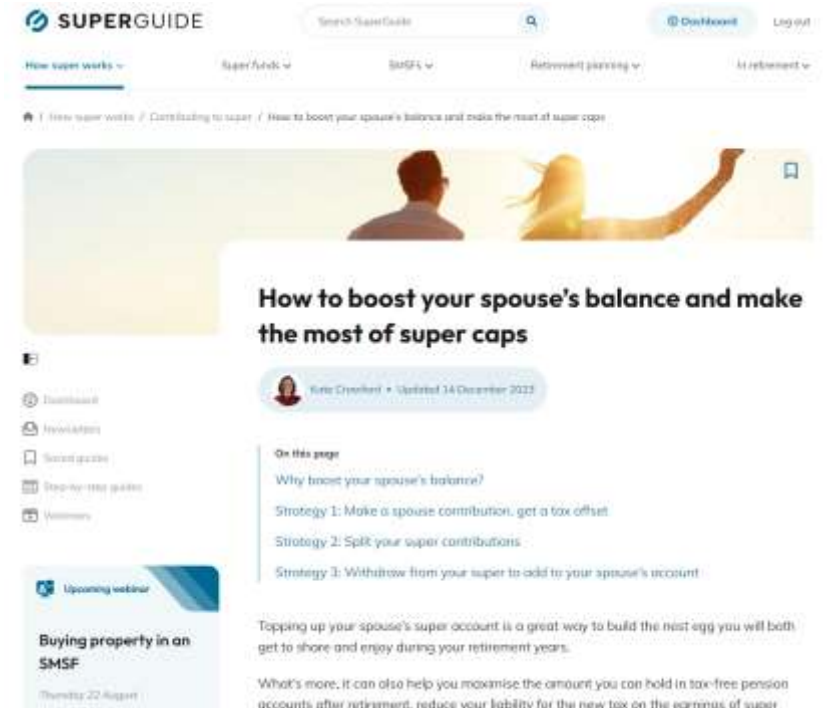 SUPERGUIDE
Search SuperGuide
Dashboard
Log out
How super works
Super funds
SMSFs
Retirement planning
In retirement
/ How super works / Contributing to super / How to boost your spouse's balance and make the most of super caps
How to boost your spouse's balance and make
the most of super caps
Kate Crawford • Updated 14 December 2023
Dashboard
Newsletters
Saved guides
Step-by-step guides
Webinars
On this page
Why boost your spouse's balance?
Strategy 1: Make a spouse contribution, get a tax offset
Strategy 2: Split your super contributions
Strategy 3: Withdraw from your super to add to your spouse's account
Upcoming webinar
Buying property in an
SMSF
Thursday 22 August
Topping up your spouse's super account is a great way to build the nest egg you will both
get to share and enjoy during your retirement years.
What's more, it can also help you maximise the amount you can hold in tax-free pension
accounts after retirement, reduce your liability for the new tax on the earnings of super